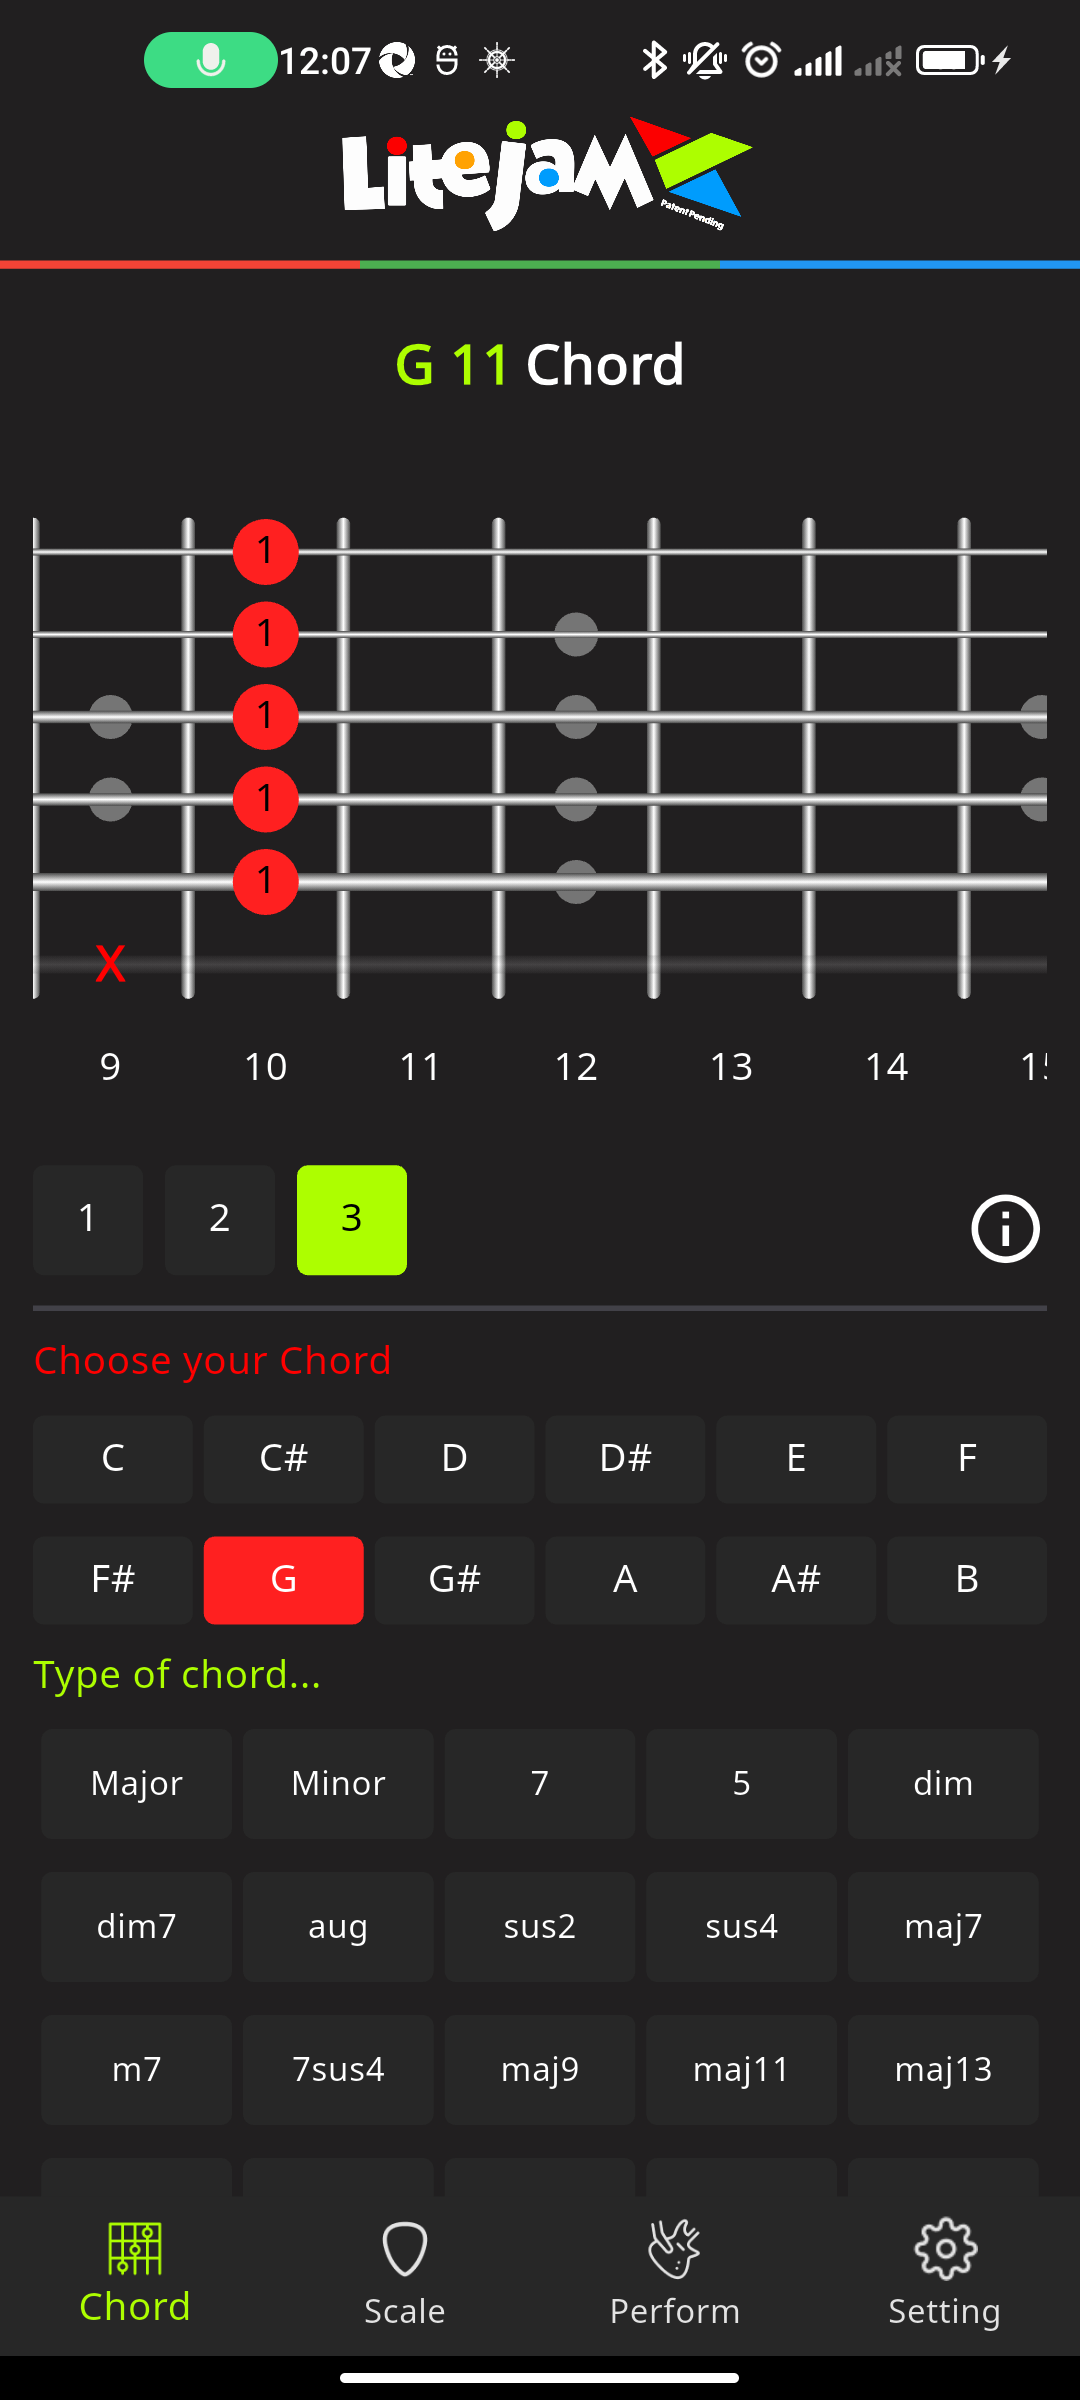 12:07
Litejam
Patent Pending
G 11 Chord
1
1
1
1
1
X
9 10 11 12 13 14 15
1 2 3
Choose your Chord
C C# D D# E F
F# G G# A A# B
Type of chord...
Major Minor 7 5 dim
dim7 aug sus2 sus4 maj7
m7 7sus4 maj9 maj11 maj13
Chord Scale Perform Setting